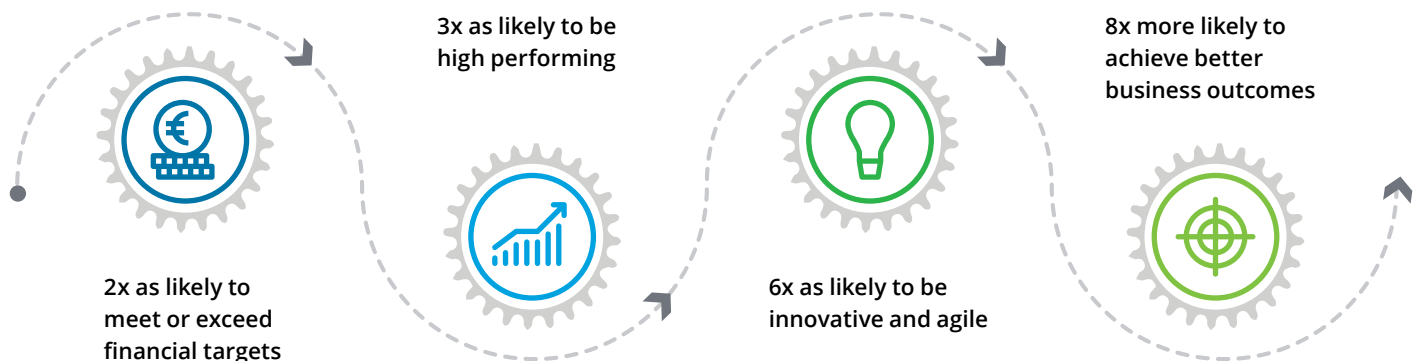 2x as likely to
meet or exceed
financial targets
3x as likely to be
high performing
6x as likely to be
innovative and agile
8x more likely to
achieve better
business outcomes